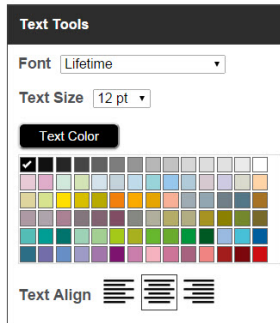 Text Tools
Font Lifetime
Text Size 12 pt
Text Color
Text Align